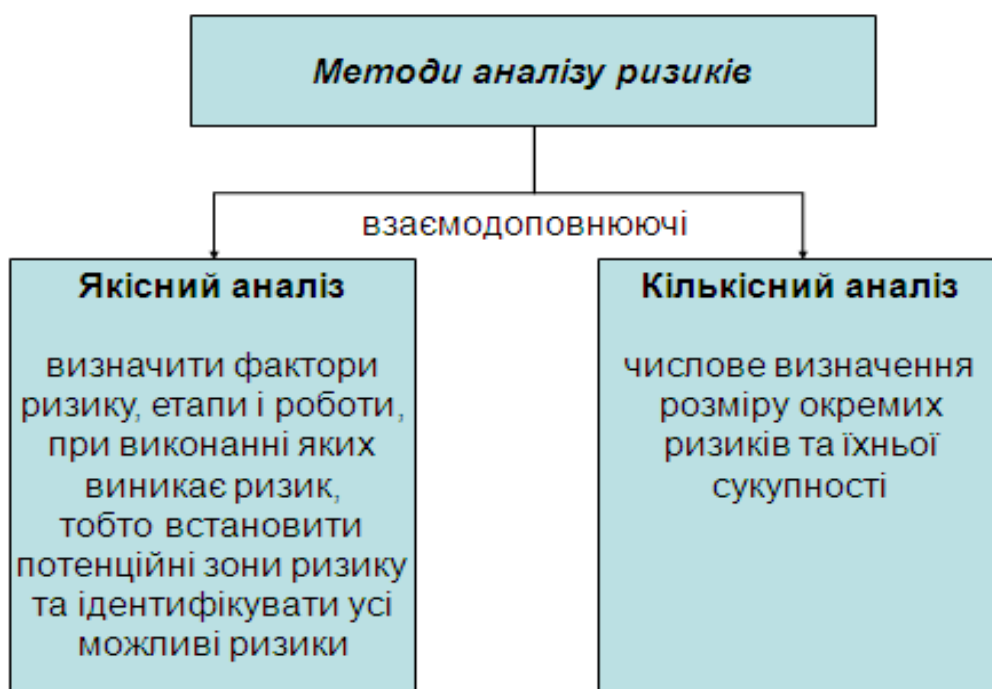 Методи аналізу ризиків
взаємодоповнюючі
Якісний аналіз
визначити фактори
ризику, етапи і роботи,
при виконанні яких
виникає ризик,
тобто встановити
потенційні зони ризику
та ідентифікувати усі
можливі ризики
Кількісний аналіз
числове визначення
розміру окремих
ризиків та їхньої
сукупності